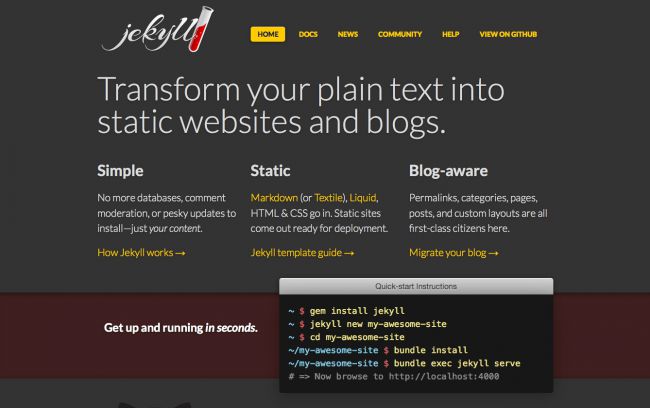 jekyll
HOME DOCS NEWS COMMUNITY HELP VIEW ON GITHUB
Transform your plain text into
static websites and blogs.
Simple
No more databases, comment
moderation, or pesky updates to
install—just your content.
How Jekyll works →
Static
Markdown (or Textile), Liquid,
HTML & CSS go in. Static sites
come out ready for deployment.
Jekyll template guide →
Blog-aware
Permalinks, categories, pages,
posts, and custom layouts are all
first-class citizens here.
Migrate your blog →
Get up and running in seconds.
Quick-start Instructions
~ $ gem install jekyll
~ $ jekyll new my-awesome-site
~ $ cd my-awesome-site
~/my-awesome-site $ bundle install
~/my-awesome-site $ bundle exec jekyll serve
# => Now browse to http://localhost:4000